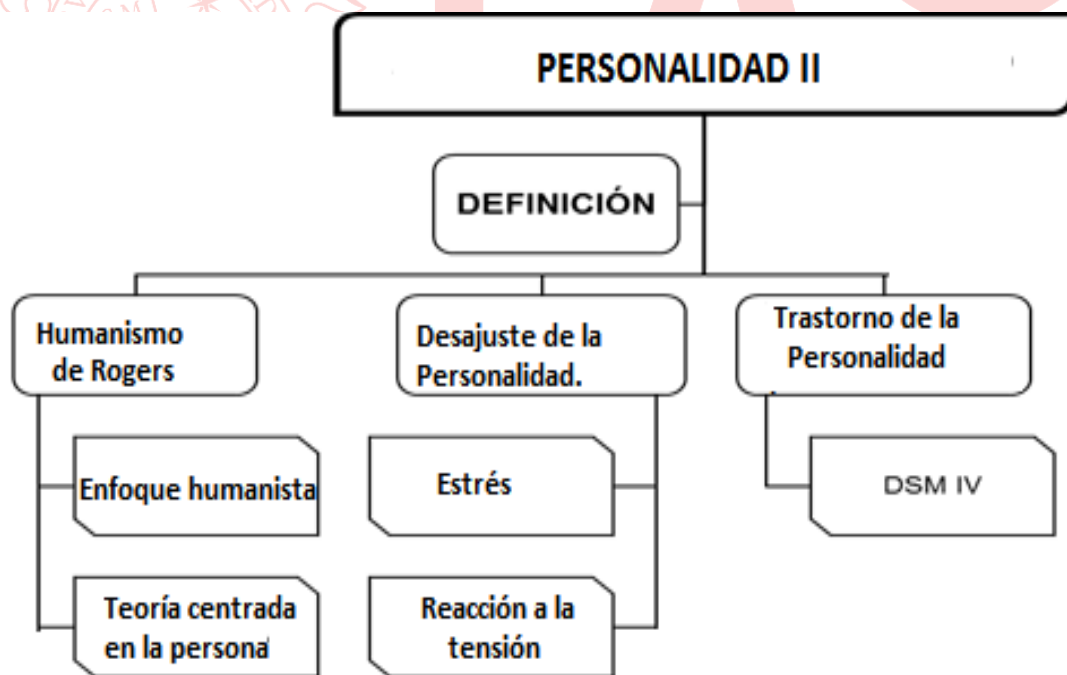 PERSONALIDAD II
DEFINICIÓN
Humanismo
de Rogers
Desajuste de la
Personalidad.
Trastorno de la
Personalidad
Enfoque humanista
Estrés
DSM IV
Teoría centrada
en la persona
Reacción a la
tensión